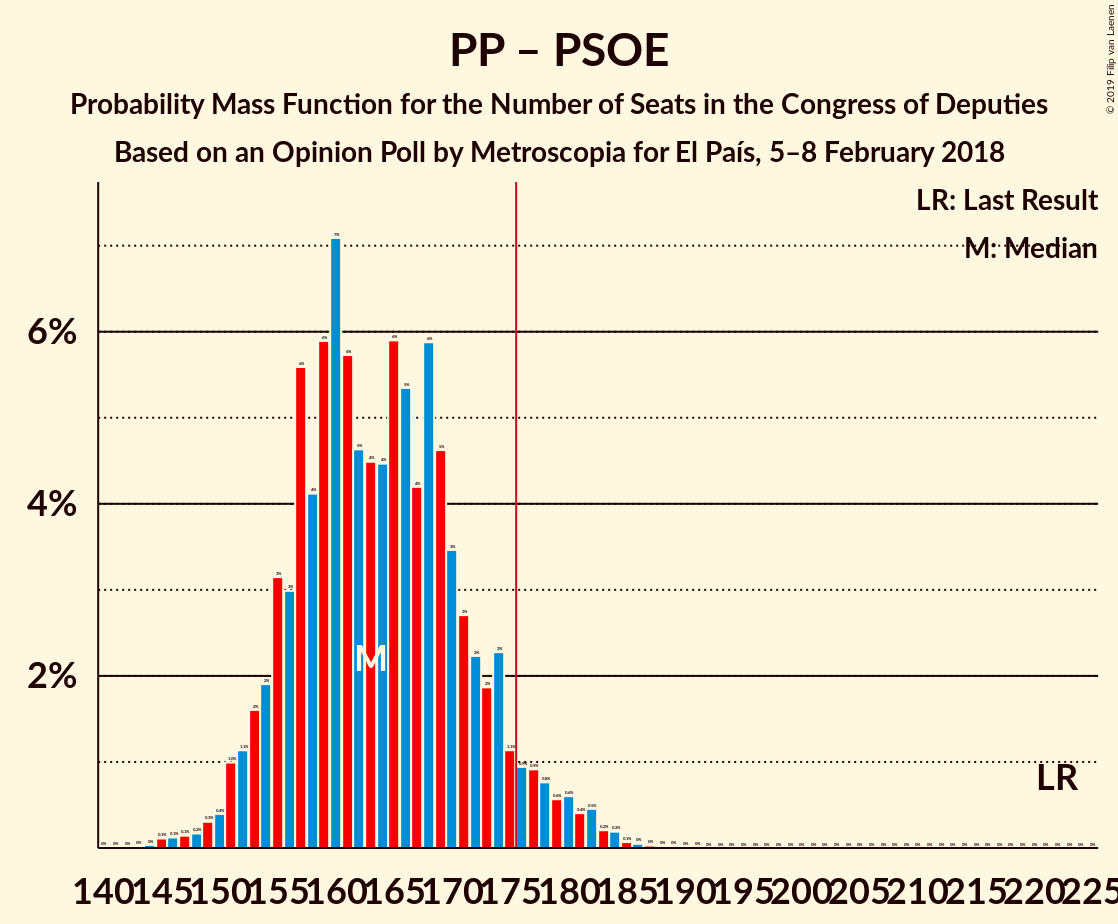 © 2019 Filip van Laenen
PP – PSOE
Probability Mass Function for the Number of Seats in the Congress of Deputies
Based on an Opinion Poll by Metroscopia for El País, 5–8 February 2018
LR: Last Result
M: Median
6%
4%
2%
M
LR
140 145 150 155 160 165 170 175 180 185 190 195 200 205 210 215 220 225